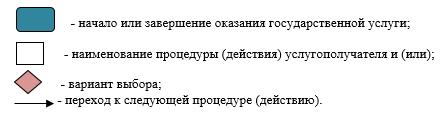 - начало или завершение оказания государственной услуги;
- наименование процедуры (действия) услугополучателя и (или);
- вариант выбора;
- переход к следующей процедуре (действию).